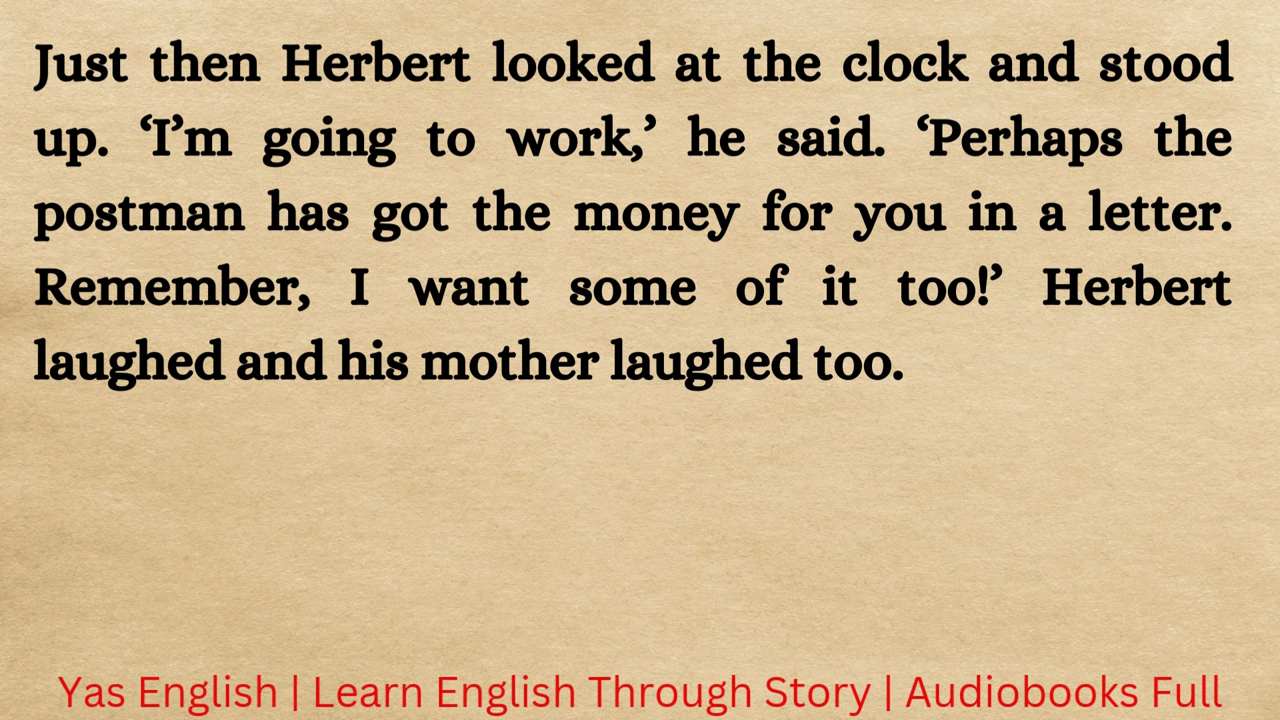 Just then Herbert looked at the clock and stood
up. ‘I’m going to work,’ he said. ‘Perhaps the
postman has got the money for you in a letter.
Remember, I want some of it too!’ Herbert
laughed and his mother laughed too.
Yas English | Learn English Through Story | Audiobooks Full